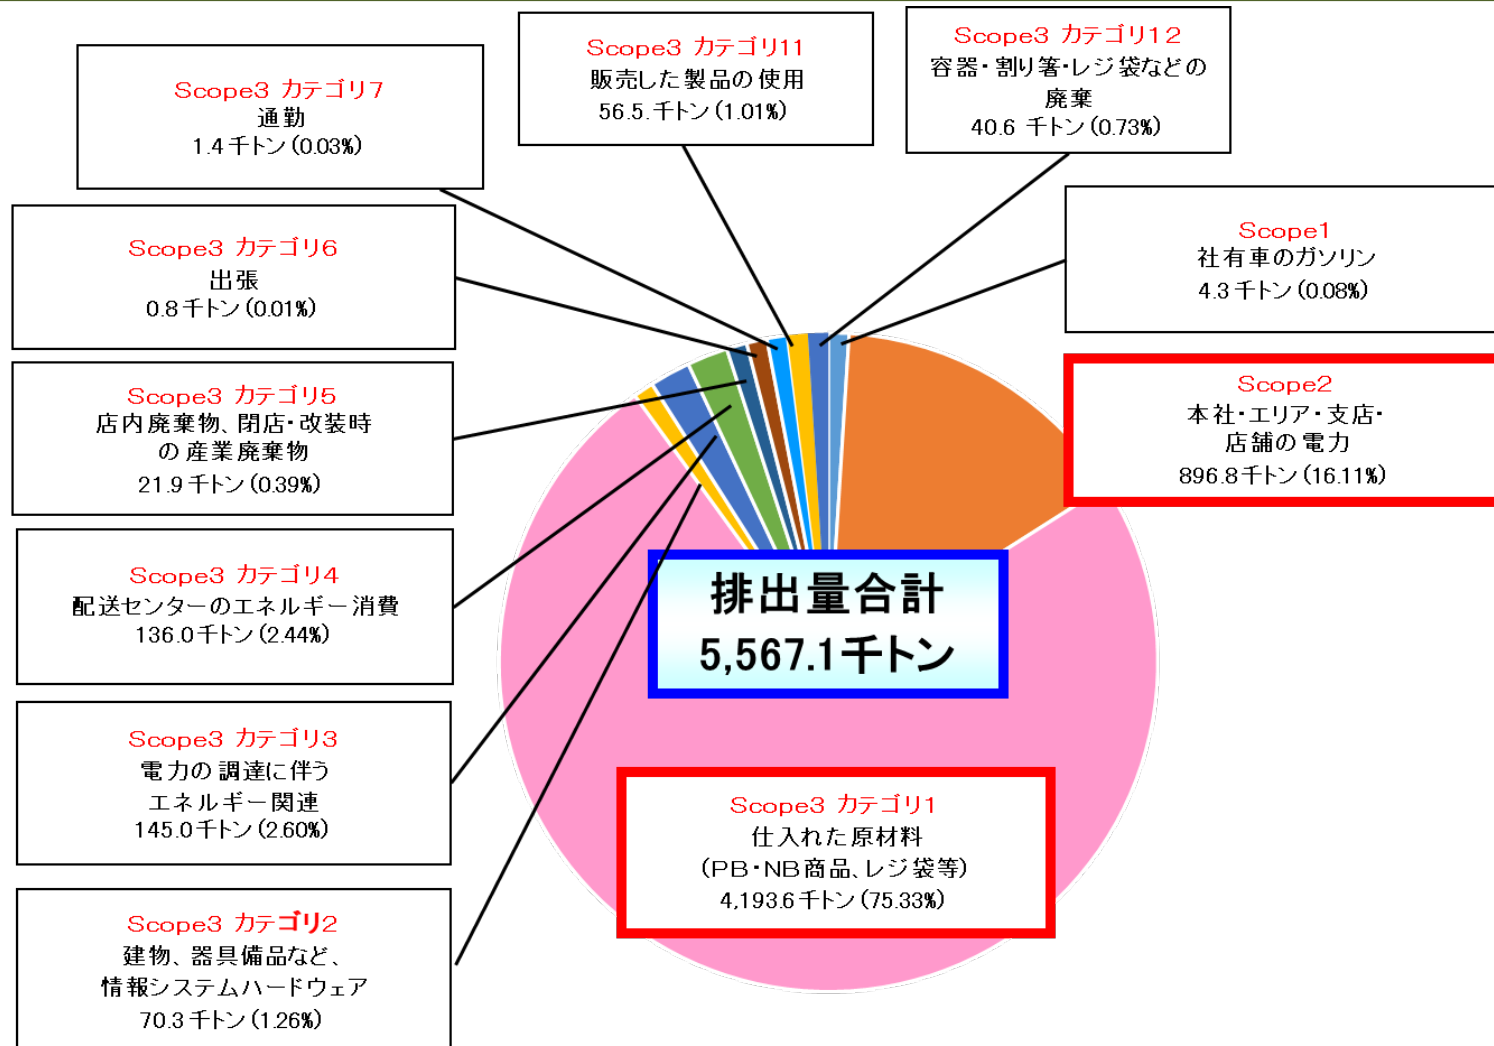 Scope3 カテゴリ7
通勤
1.4千トン(0.03%)
Scope3 カテゴリ11
販売した製品の使用
56.5.千トン(1.01%)
Scope3 カテゴリ12
容器・割り箸・レジ袋などの
廃棄
40.6 千トン(0.73%)
Scope3 カテゴリ6
出張
0.8千トン(0.01%)
Scope1
社有車のガソリン
4.3千トン(0.08%)
Scope3 カテゴリ5
店内廃棄物、閉店・改装時
の産業廃棄物
21.9千トン(0.39%)
Scope2
本社・エリア・支店・
店舗の電力
896.8千トン(16.11%)
Scope3 カテゴリ4
配送センターのエネルギー消費
136.0千トン(2.44%)
排出量合計
5,567.1千トン
Scope3 カテゴリ3
電力の調達に伴う
エネルギー関連
145.0千トン(2.60%)
Scope3 カテゴリ1
仕入れた原材料
(PB・NB商品、レジ袋等)
4,193.6千トン(75.33%)
Scope3 カテゴリ2
建物、器具備品など、
情報システムハードウェア
70.3千トン(1.26%)